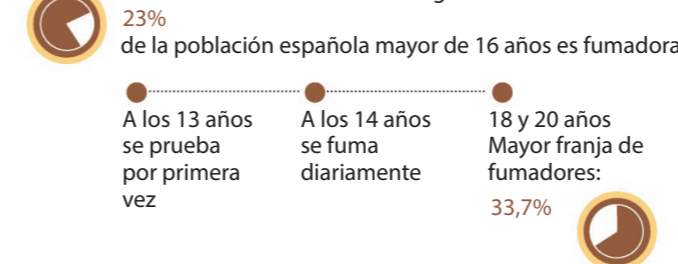 23%
de la población española mayor de 16 años es fumadora
A los 13 años
se prueba
por primera
vez
A los 14 años
se fuma
diariamente
18 y 20 años
Mayor franja de
fumadores:
33,7%